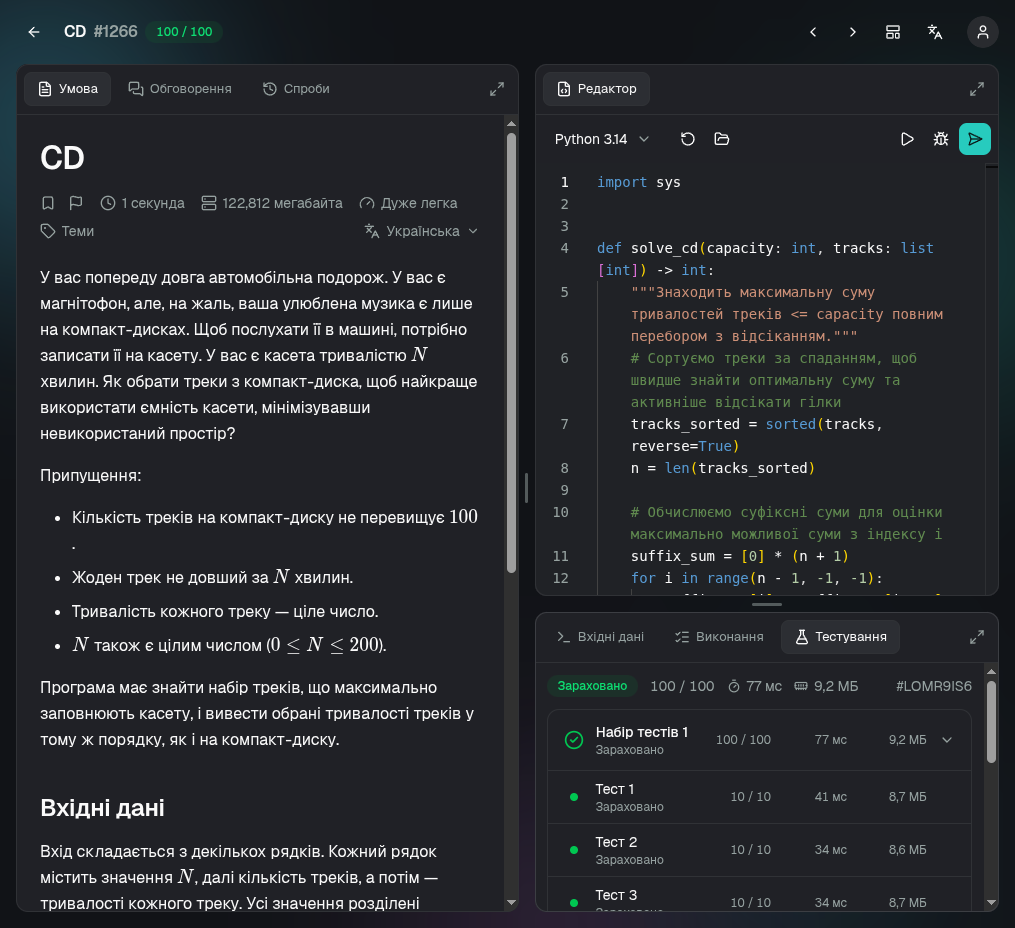 CD #1266 100 / 100
Умова Обговорення Спроби
CD
1 секунда 122,812 мегабайта Дуже легка
Теми Українська
У вас попереду довга автомобільна подорож. У вас є
магнітофон, але, на жаль, ваша улюблена музика є лише
на компакт-дисках. Щоб послухати її в машині, потрібно
записати її на касету. У вас є касета тривалістю N
хвилин. Як обрати треки з компакт-диска, щоб найкраще
використати ємність касети, мінімізувавши
невикористаний простір?
Припущення:
• Кількість треків на компакт-диску не перевищує 100
.
• Жоден трек не довший за N хвилин.
• Тривалість кожного треку — ціле число.
• N також є цілим числом (0 ≤ N ≤ 200).
Програма має знайти набір треків, що максимально
заповнюють касету, і вивести обрані тривалості треків у
тому ж порядку, як і на компакт-диску.
Вхідні дані
Вхід складається з декількох рядків. Кожний рядок
містить значення N, далі кількість треків, а потім —
тривалості кожного треку. Усі значення розділені
Редактор
Python 3.14
1 import sys
2
3
4 def solve_cd(capacity: int, tracks: list
[int]) -> int:
5 """Знаходить максимальну суму
тривалостей треків <= capacity повним
перебором з відсіканням."""
6 # Сортуємо треки за спаданням, щоб
швидше знайти оптимальну суму та
активніше відсікати гілки
7 tracks_sorted = sorted(tracks,
reverse=True)
8 n = len(tracks_sorted)
9
10 # Обчислюємо суфіксні суми для оцінки
максимально можливої суми з індексу i
11 suffix_sum = [0] * (n + 1)
12 for i in range(n - 1, -1, -1):
Вхідні дані Виконання Тестування
Зараховано 100 / 100 77 мс 9,2 МБ #LOMR9IS6
Набір тестів 1 100 / 100 77 мс 9,2 МБ
Зараховано
Тест 1 10 / 10 41 мс 8,7 МБ
Зараховано
Тест 2 10 / 10 34 мс 8,6 МБ
Зараховано
Тест 3 10 / 10 34 мс 8,7 МБ